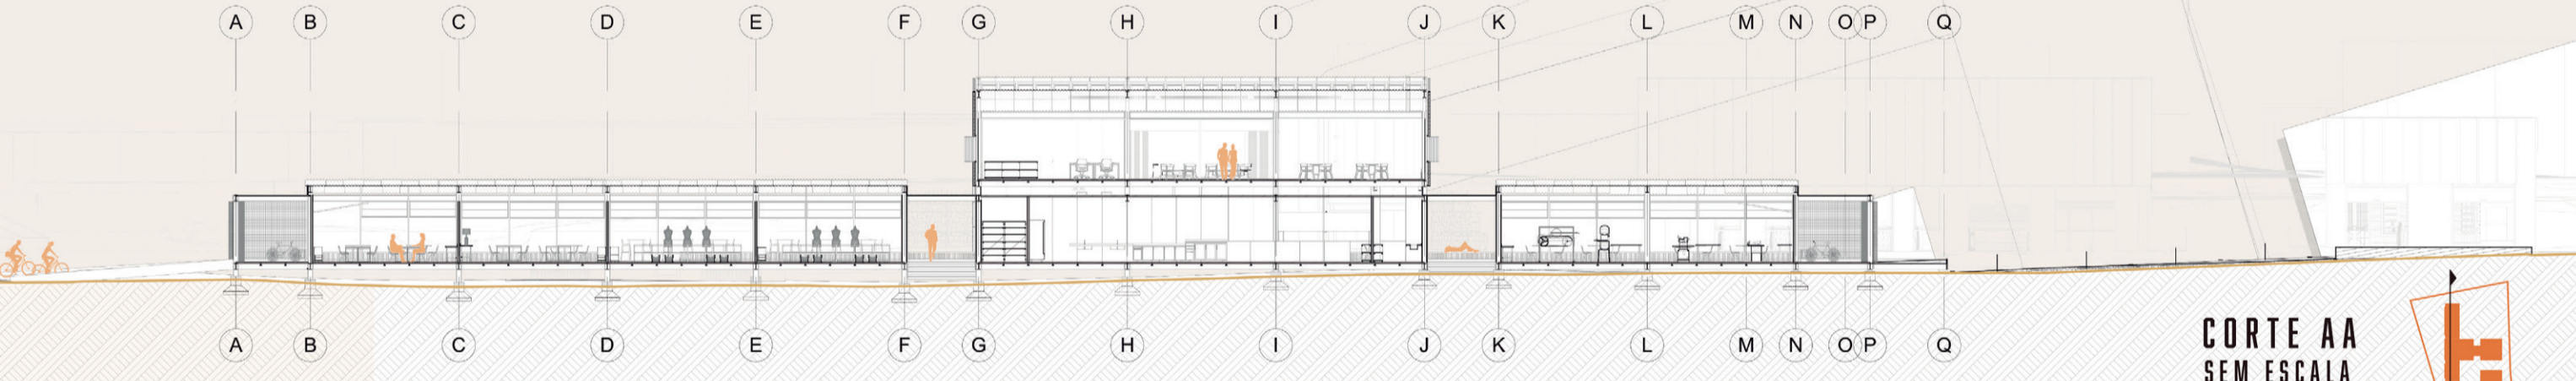 A B C D E F G H I J K L M N O P Q
A B C D E F G H I J K L M N O P Q
CORTE AA
SEM ESCALA